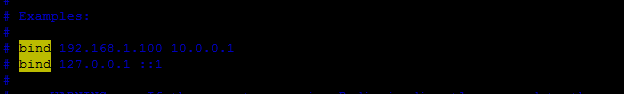 #
# Examples:
#
# bind 192.168.1.100 10.0.0.1
# bind 127.0.0.1 ::1
#